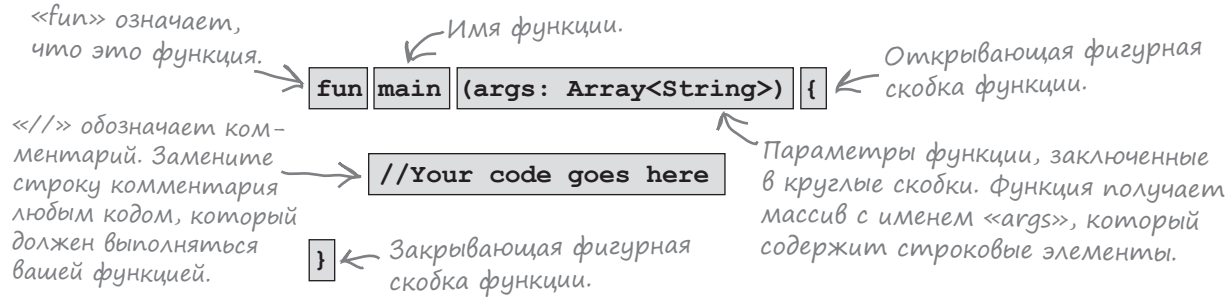 «fun» означает,
что это функция.
Имя функции.
Открывающая фигурная
скобка функции.
fun main (args: Array<String>) {
«//» обозначает ком-
ментарий. Замените
строку комментария
любым кодом, который
должен выполняться
вашей функцией.
//Your code goes here
Параметры функции, заключенные
в круглые скобки. Функция получает
массив с именем «args», который
содержит строковые элементы.
}
Закрывающая фигурная
скобка функции.